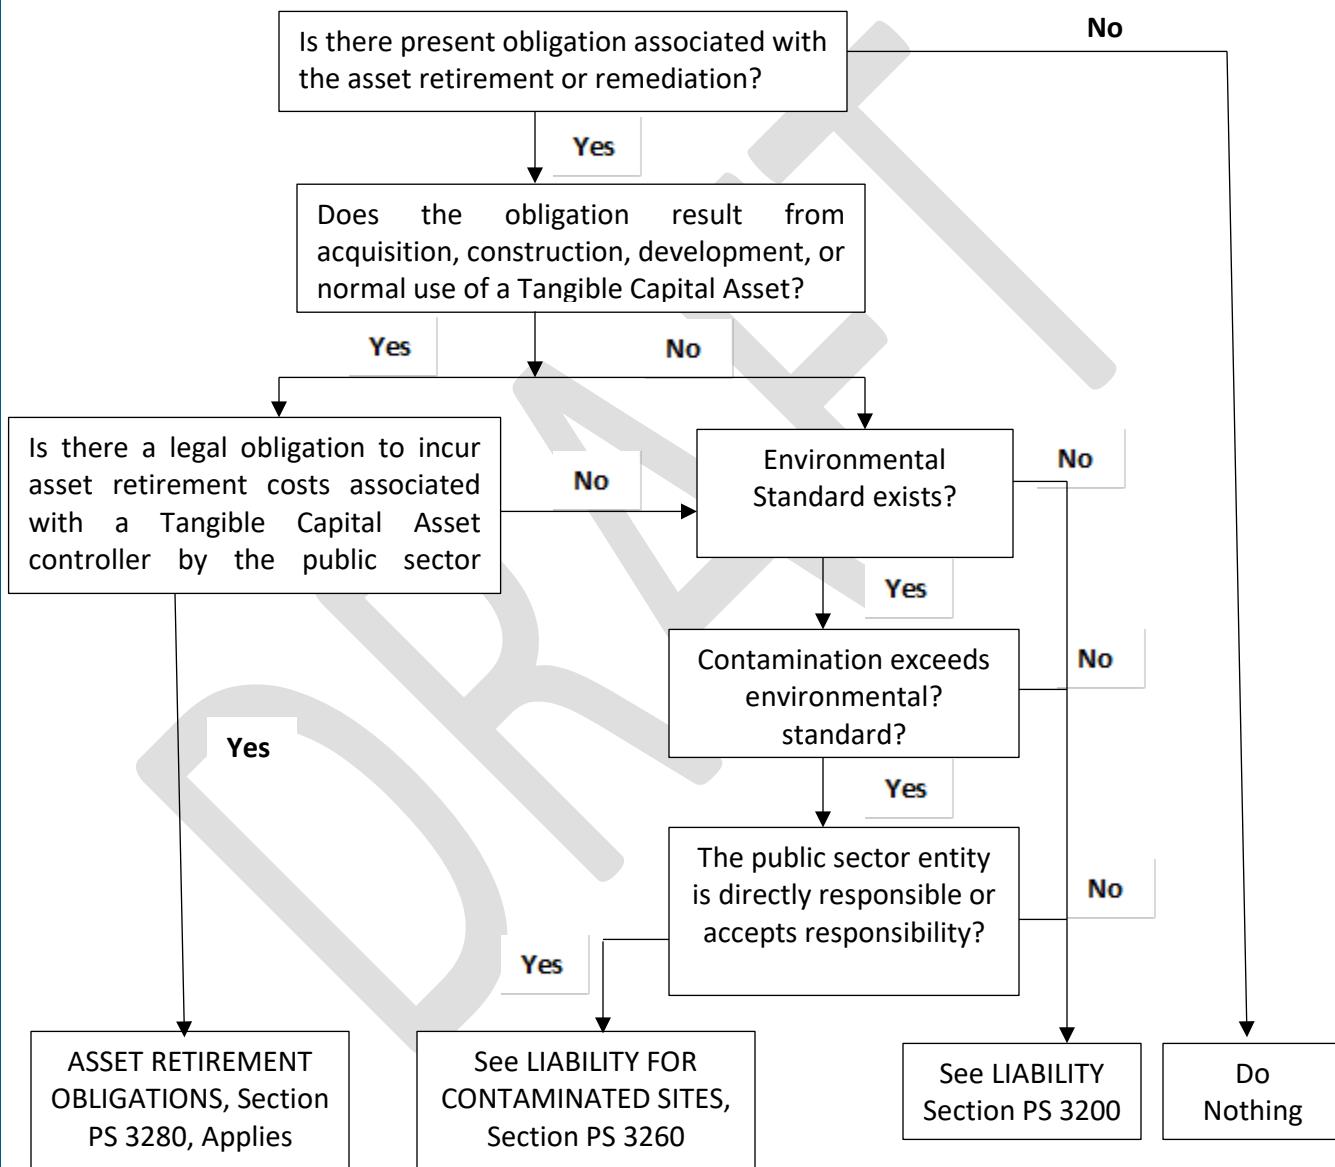 Is there present obligation associated with
the asset retirement or remediation?
No
Yes
Does the obligation result from
acquisition, construction, development, or
normal use of a Tangible Capital Asset?
Yes
No
Is there a legal obligation to incur
asset retirement costs associated
with a Tangible Capital Asset
controller by the public sector
No
Environmental
Standard exists?
No
Yes
Contamination exceeds
environmental?
standard?
No
Yes
Yes
The public sector entity
is directly responsible or
accepts responsibility?
No
Yes
ASSET RETIREMENT
OBLIGATIONS, Section
PS 3280, Applies
See LIABILITY FOR
CONTAMINATED SITES,
Section PS 3260
See LIABILITY
Section PS 3200
Do
Nothing
DRAFT